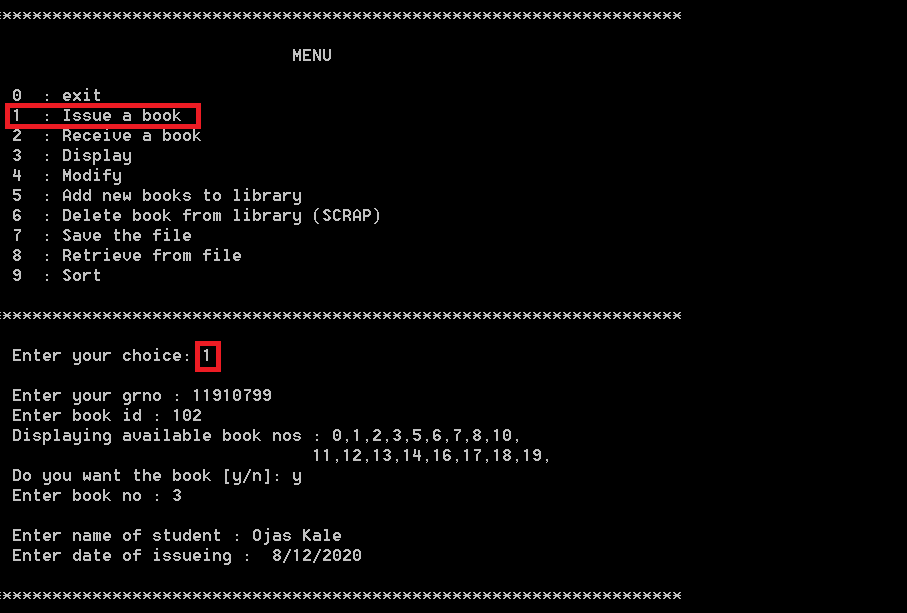 ********************************************************************
MENU
0 : exit
1 : Issue a book
2 : Receive a book
3 : Display
4 : Modify
5 : Add new books to library
6 : Delete book from library (SCRAP)
7 : Save the file
8 : Retrieve from file
9 : Sort
********************************************************************
Enter your choice: 1
Enter your grno : 11910799
Enter book id : 102
Displaying available book nos : 0,1,2,3,5,6,7,8,10,
11,12,13,14,16,17,18,19,
Do you want the book [y/n]: y
Enter book no : 3
Enter name of student : Ojas Kale
Enter date of issueing :  8/12/2020
********************************************************************